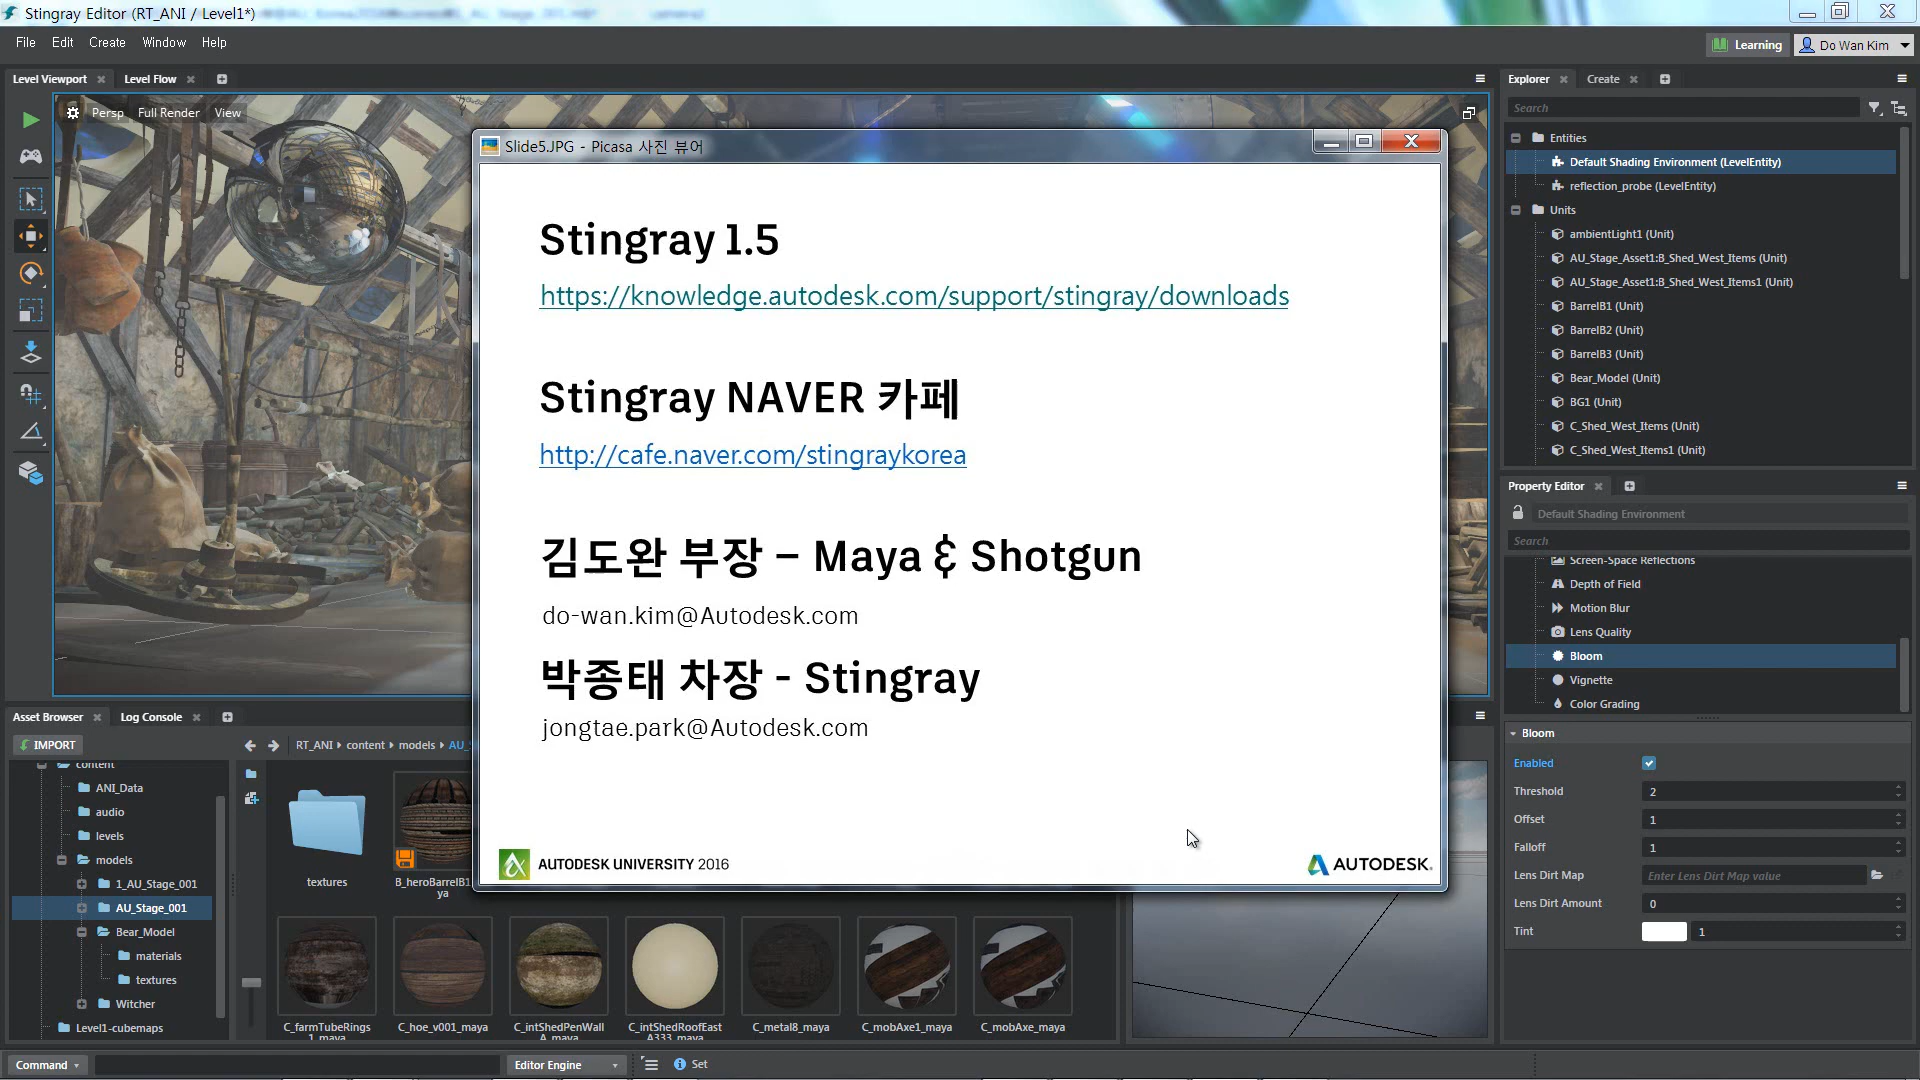 Stingray Editor (RT_ANI / Level1*)
File Edit Create Window Help
Learning
Do Wan Kim
Level Viewport
Level Flow
Explorer
Create
Persp Full Render View
Search
Slide5.JPG - Picasa 사진 뷰어
Entities
Default Shading Environment (LevelEntity)
reflection_probe (LevelEntity)
Units
ambientLight1 (Unit)
AU_Stage_Asset1:B_Shed_West_Items (Unit)
AU_Stage_Asset1:B_Shed_West_Items1 (Unit)
BarrelB1 (Unit)
BarrelB2 (Unit)
BarrelB3 (Unit)
Bear_Model (Unit)
BG1 (Unit)
C_Shed_West_Items (Unit)
C_Shed_West_Items1 (Unit)
Stingray 1.5
https://knowledge.autodesk.com/support/stingray/downloads
Stingray NAVER 카페
http://cafe.naver.com/stingraykorea
김도완 부장 – Maya & Shotgun
do-wan.kim@Autodesk.com
박종태 차장 - Stingray
jongtae.park@Autodesk.com
AUTODESK UNIVERSITY 2016
AUTODESK.
Property Editor
Default Shading Environment
Search
Screen-Space Reflections
Depth of Field
Motion Blur
Lens Quality
Bloom
Vignette
Color Grading
Bloom
Enabled
Threshold 2
Offset 1
Falloff 1
Lens Dirt Map Enter Lens Dirt Map value
Lens Dirt Amount 0
Tint 1
Asset Browser
Log Console
IMPORT
RT_ANI content models
content
ANI_Data
audio
levels
models
1_AU_Stage_001
AU_Stage_001
Bear_Model
materials
textures
Witcher
Level1-cubemaps
textures
C_hoe_v001_maya
C_metal8_maya
C_mobAxe1_maya
C_mobAxe_maya
C_farmTubeRings
1_maya
C_intShedPenWall
A_maya
C_intShedRoofEast
A333_maya
Command
Editor Engine
Set